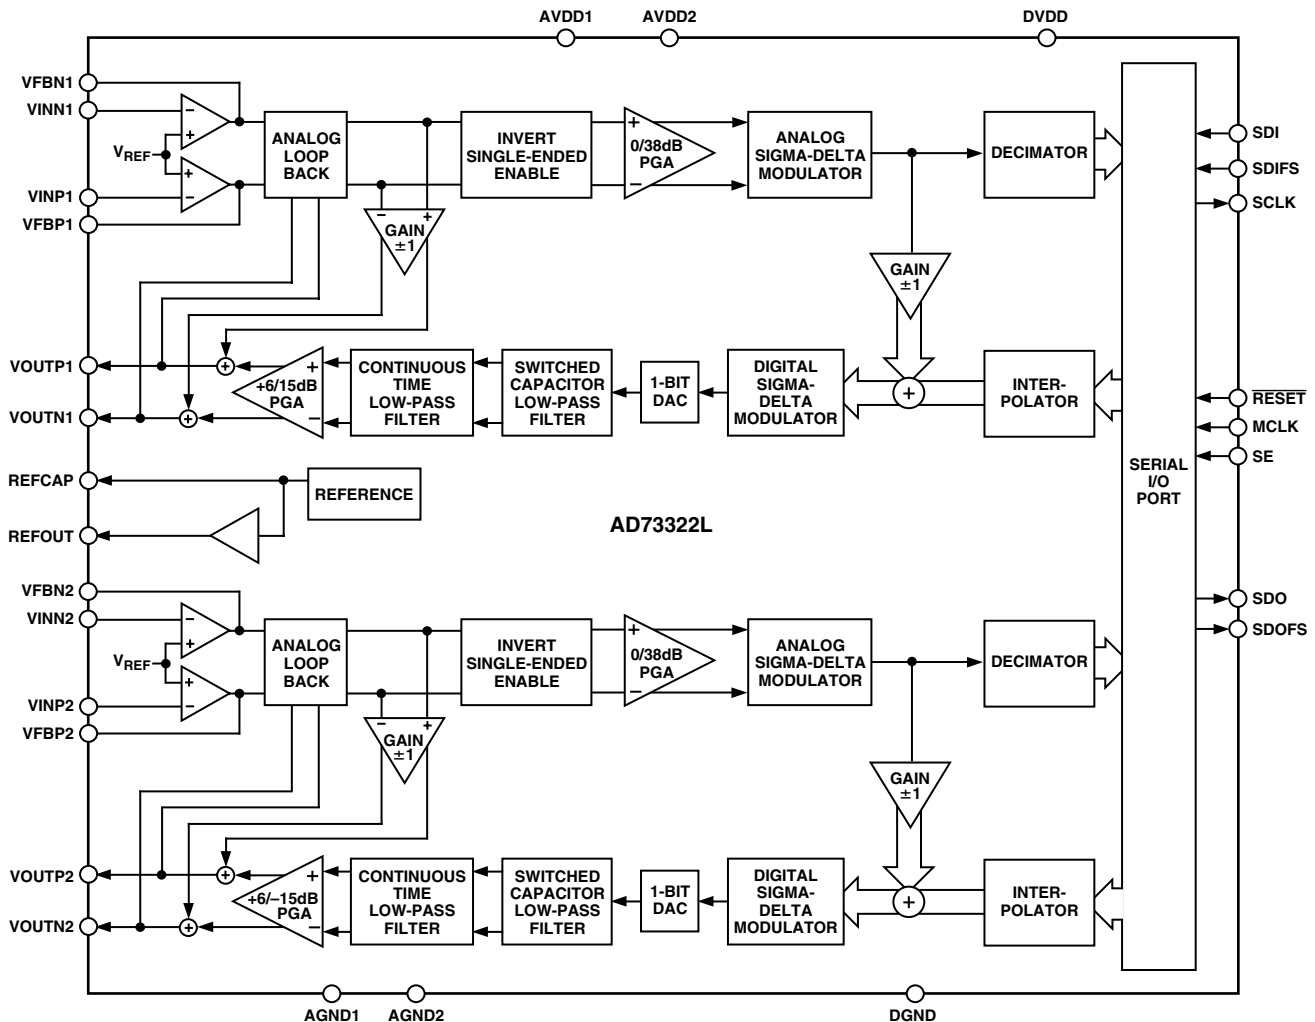 AVDD1
AVDD2
DVDD
VFBN1
VINN1
VREF
VINP1
VFBP1
−
+
+
−
ANALOG
LOOP
BACK
INVERT
SINGLE-ENDED
ENABLE
+
0/38dB
PGA
−
ANALOG
SIGMA-DELTA
MODULATOR
DECIMATOR
SDI
SDIFS
SCLK
− +
GAIN
±1
GAIN
±1
VOUTP1
VOUTN1
+
+
+
+6/15dB
PGA
−
CONTINUOUS
TIME
LOW-PASS
FILTER
SWITCHED
CAPACITOR
LOW-PASS
FILTER
1-BIT
DAC
DIGITAL
SIGMA-
DELTA
MODULATOR
+
INTER-
POLATOR
RESET
MCLK
SE
SERIAL
I/O
PORT
REFCAP
REFOUT
REFERENCE
AD73322L
SDO
SDOFS
VFBN2
VINN2
VREF
VINP2
VFBP2
−
+
+
−
ANALOG
LOOP
BACK
INVERT
SINGLE-ENDED
ENABLE
+
0/38dB
PGA
−
ANALOG
SIGMA-DELTA
MODULATOR
DECIMATOR
− +
GAIN
±1
GAIN
±1
VOUTP2
VOUTN2
+
+
+
+6/−15dB
PGA
−
CONTINUOUS
TIME
LOW-PASS
FILTER
SWITCHED
CAPACITOR
LOW-PASS
FILTER
1-BIT
DAC
DIGITAL
SIGMA-
DELTA
MODULATOR
+
INTER-
POLATOR
AGND1
AGND2
DGND